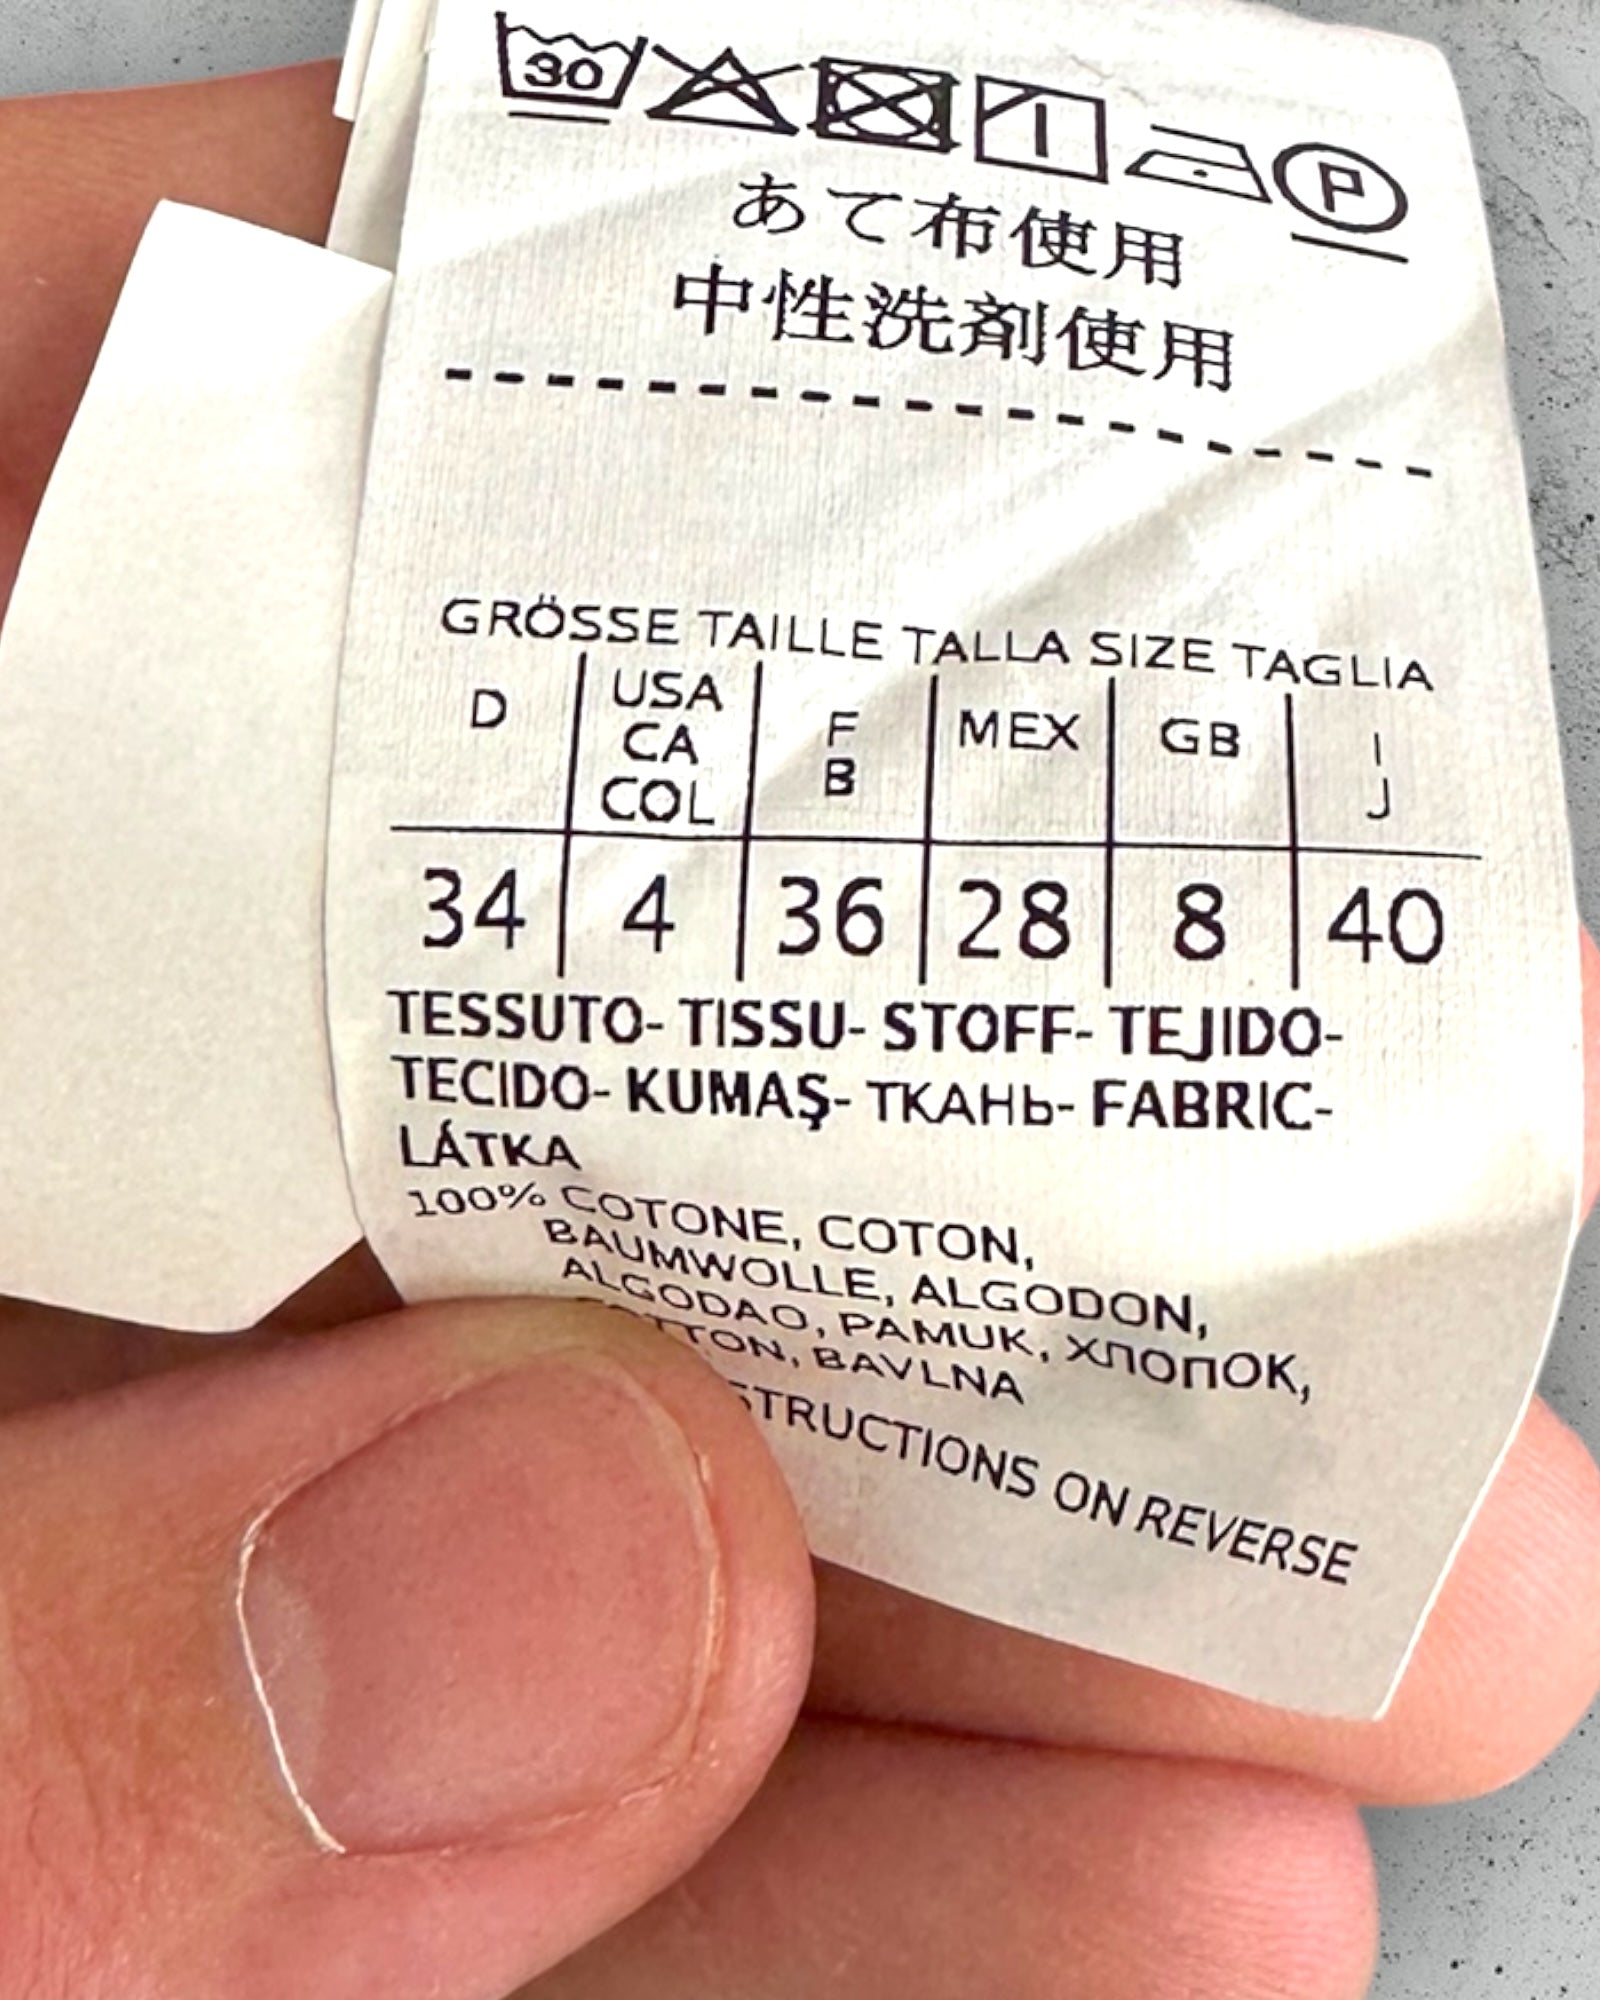 30
P
あて布使用
中性洗剤使用
GRÖSSE TAILLE TALLA SIZE TAGLIA
D USA CA COL F B MEX GB I J
34 4 36 28 8 40
TESSUTO- TISSU- STOFF- TEJIDO-
TECIDO- KUMAŞ- ТКАНЬ- FABRIC-
LÁTKA
100% COTONE, COTON,
BAUMWOLLE, ALGODON,
ALGODAO, PAMUK, ХЛОПОК,
BAVLNA
ON REVERSE